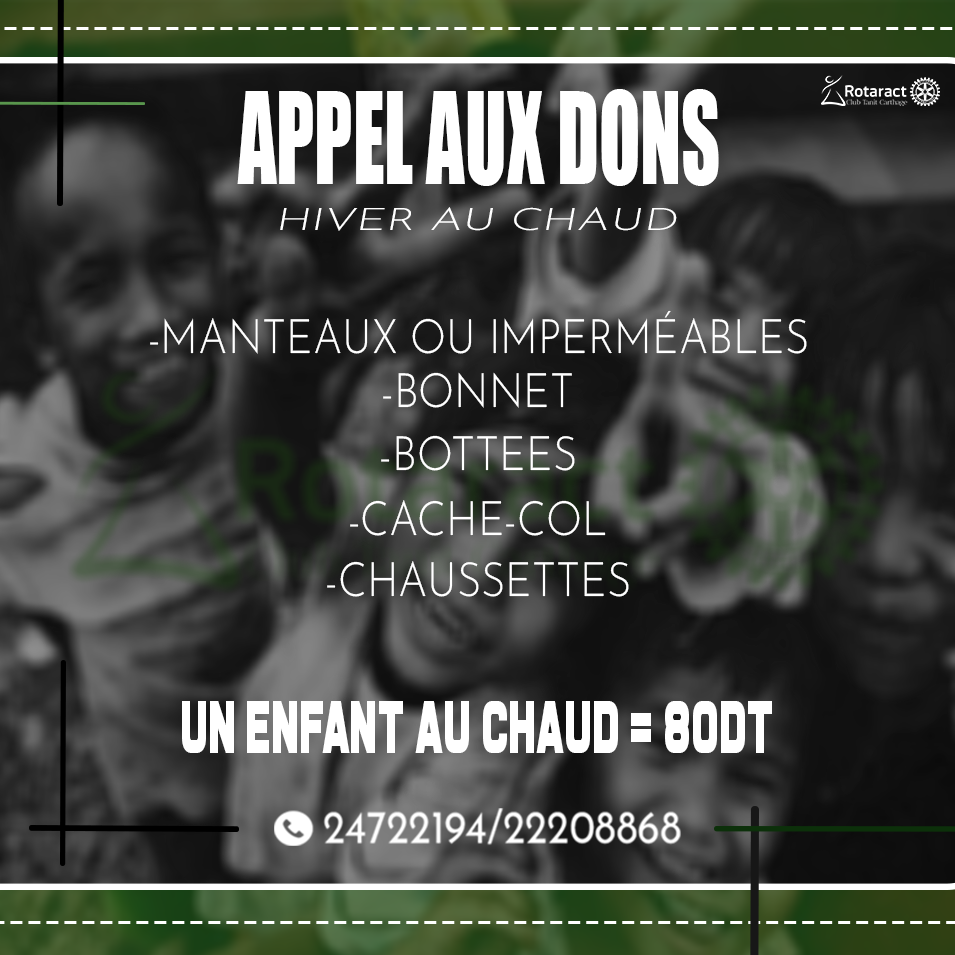 Rotaract
Club Tanit Carthage
APPEL AUX DONS
HIVER AU CHAUD
-MANTEAUX OU IMPERMÉABLES
-BONNET
-BOTTEES
-CACHE-COL
-CHAUSSETTES
Rotaract
UN ENFANT AU CHAUD = 80DT
24722194/22208868